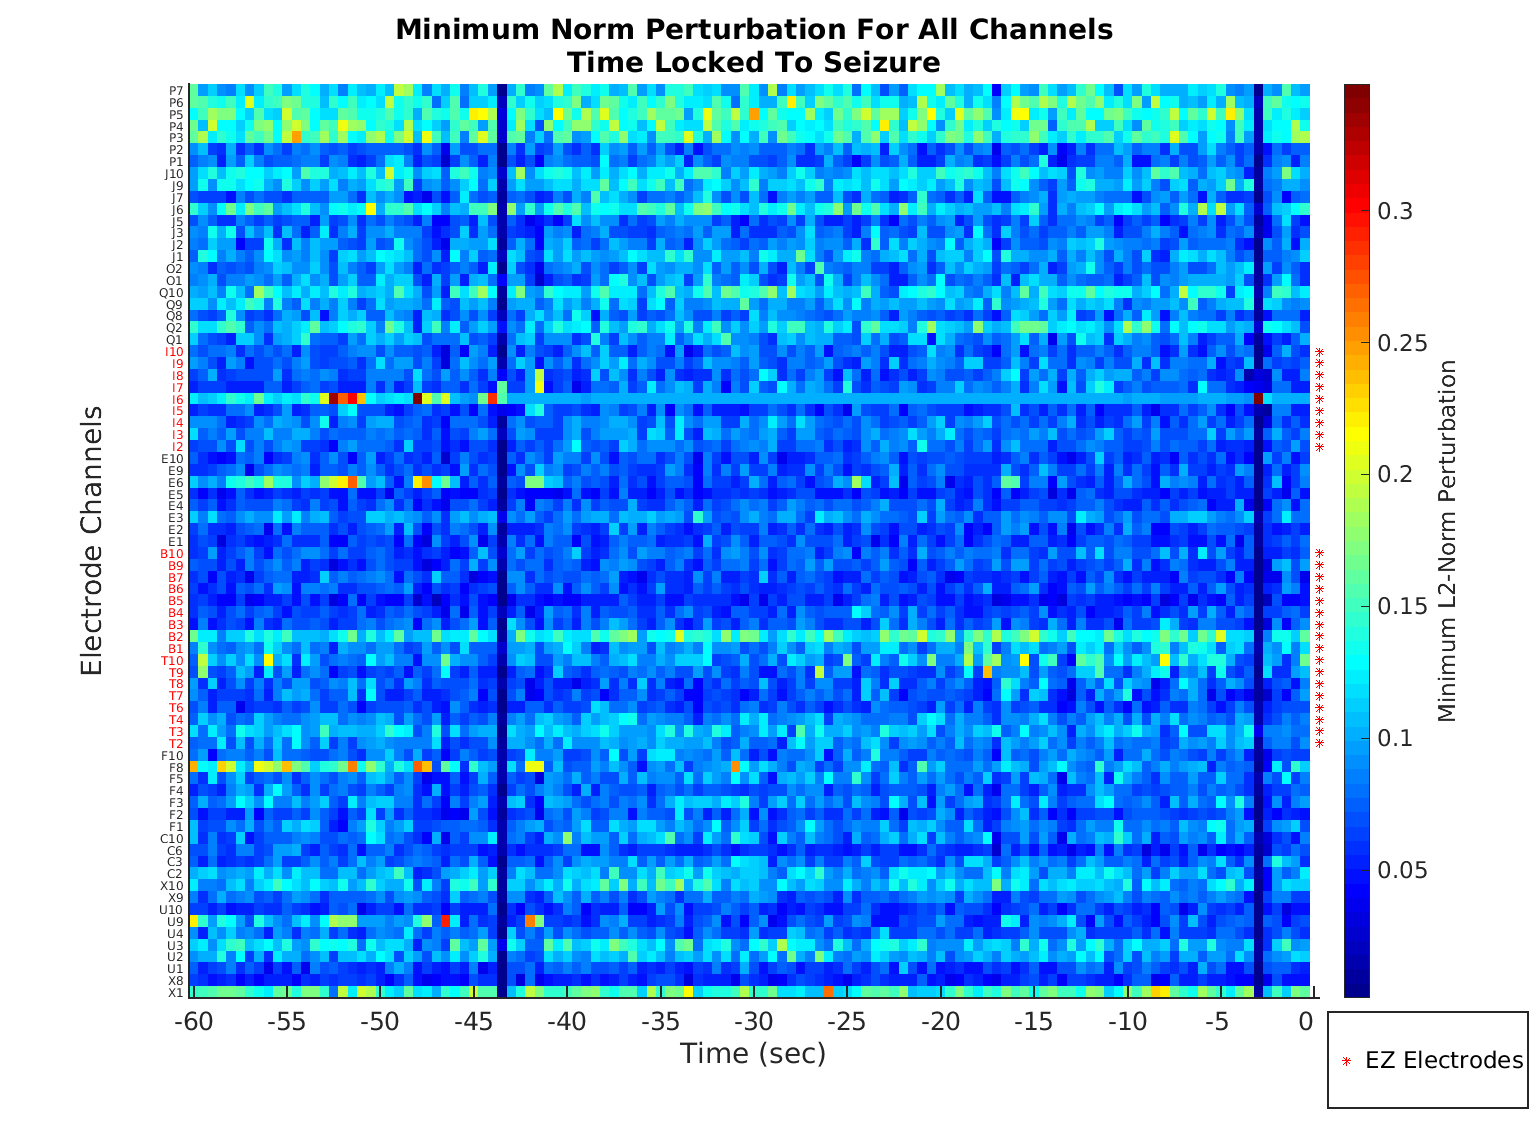 Minimum Norm Perturbation For All Channels
Time Locked To Seizure
Electrode Channels
P7
P6
P5
P4
P3
P2
P1
J10
J9
J7
J6
J5
J3
J2
J1
O2
O1
Q10
Q9
Q8
Q2
Q1
I10
I9
I8
I7
I6
I5
I4
I3
I2
E10
E9
E6
E5
E4
E3
E2
E1
B10
B9
B7
B6
B5
B4
B3
B2
B1
T10
T9
T8
T7
T6
T4
T3
T2
F10
F8
F5
F4
F3
F2
F1
C10
C6
C3
C2
X10
X9
U10
U9
U4
U3
U2
U1
X8
X1
-60 -55 -50 -45 -40 -35 -30 -25 -20 -15 -10 -5 0
Time (sec)
0.3
0.25
0.2
0.15
0.1
0.05
Minimum L2-Norm Perturbation
EZ Electrodes